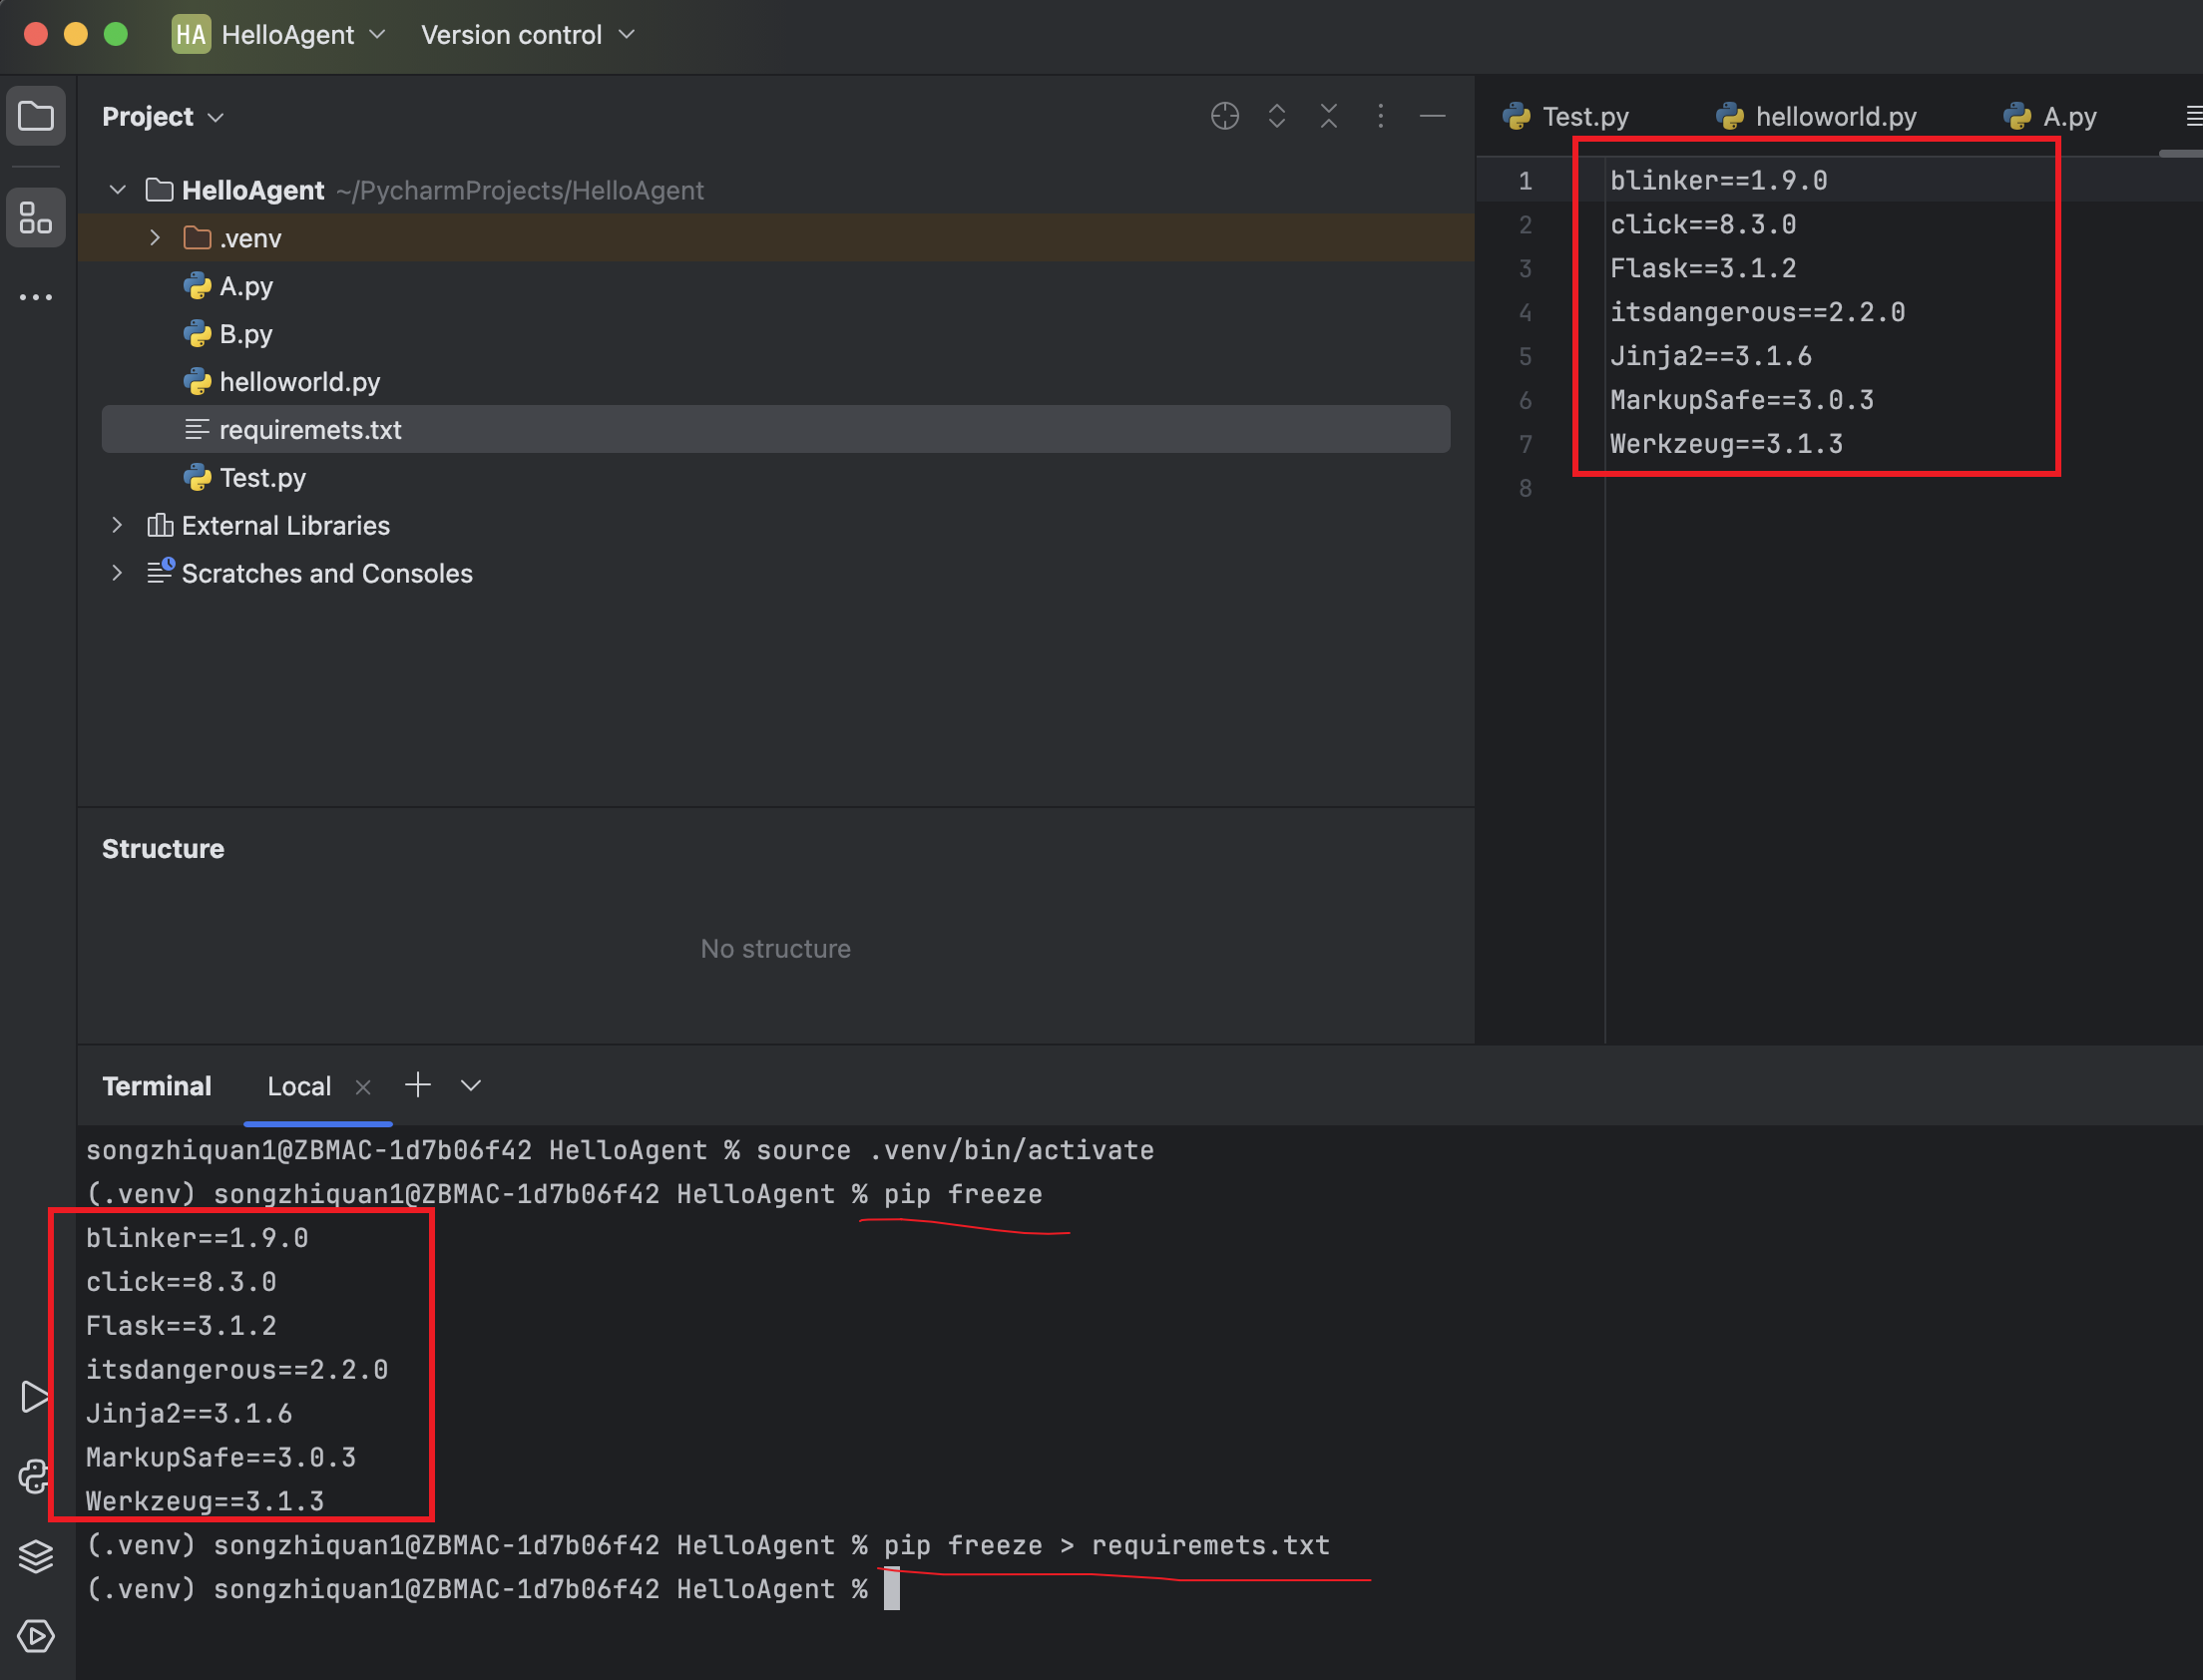 HA HelloAgent Version control
Project
HelloAgent ~/PycharmProjects/HelloAgent
.venv
A.py
B.py
helloworld.py
requiremets.txt
Test.py
External Libraries
Scratches and Consoles
Test.py helloworld.py A.py
1 blinker==1.9.0
2 click==8.3.0
3 Flask==3.1.2
4 itsdangerous==2.2.0
5 Jinja2==3.1.6
6 MarkupSafe==3.0.3
7 Werkzeug==3.1.3
8
Structure
No structure
Terminal Local
songzhiquan1@ZBMAC-1d7b06f42 HelloAgent % source .venv/bin/activate
(.venv) songzhiquan1@ZBMAC-1d7b06f42 HelloAgent % pip freeze
blinker==1.9.0
click==8.3.0
Flask==3.1.2
itsdangerous==2.2.0
Jinja2==3.1.6
MarkupSafe==3.0.3
Werkzeug==3.1.3
(.venv) songzhiquan1@ZBMAC-1d7b06f42 HelloAgent % pip freeze > requiremets.txt
(.venv) songzhiquan1@ZBMAC-1d7b06f42 HelloAgent %